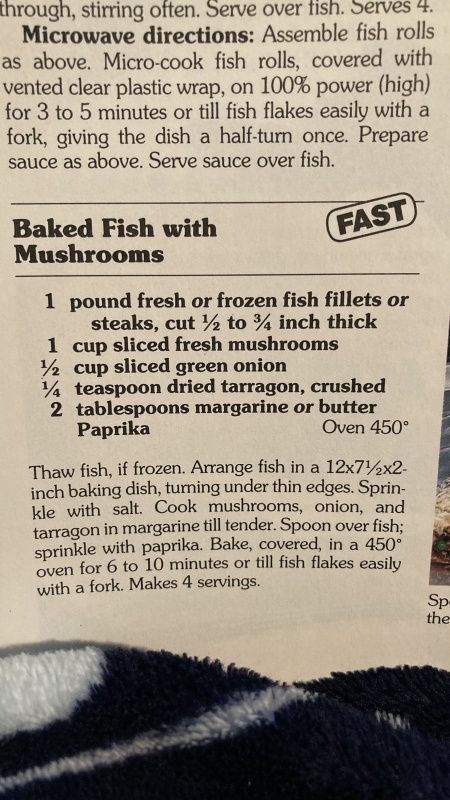 through, stirring often. Serve over fish. Serves 4.
Microwave directions: Assemble fish rolls
as above. Micro-cook fish rolls, covered with
vented clear plastic wrap, on 100% power (high)
for 3 to 5 minutes or till fish flakes easily with a
fork, giving the dish a half-turn once. Prepare
sauce as above. Serve sauce over fish.
Baked Fish with
Mushrooms
FAST
1 pound fresh or frozen fish fillets or
steaks, cut ½ to ¾ inch thick
1 cup sliced fresh mushrooms
½ cup sliced green onion
¼ teaspoon dried tarragon, crushed
2 tablespoons margarine or butter
Paprika Oven 450°
Thaw fish, if frozen. Arrange fish in a 12x7½x2-
inch baking dish, turning under thin edges. Sprin-
kle with salt. Cook mushrooms, onion, and
tarragon in margarine till tender. Spoon over fish;
sprinkle with paprika. Bake, covered, in a 450°
oven for 6 to 10 minutes or till fish flakes easily
with a fork. Makes 4 servings.
the